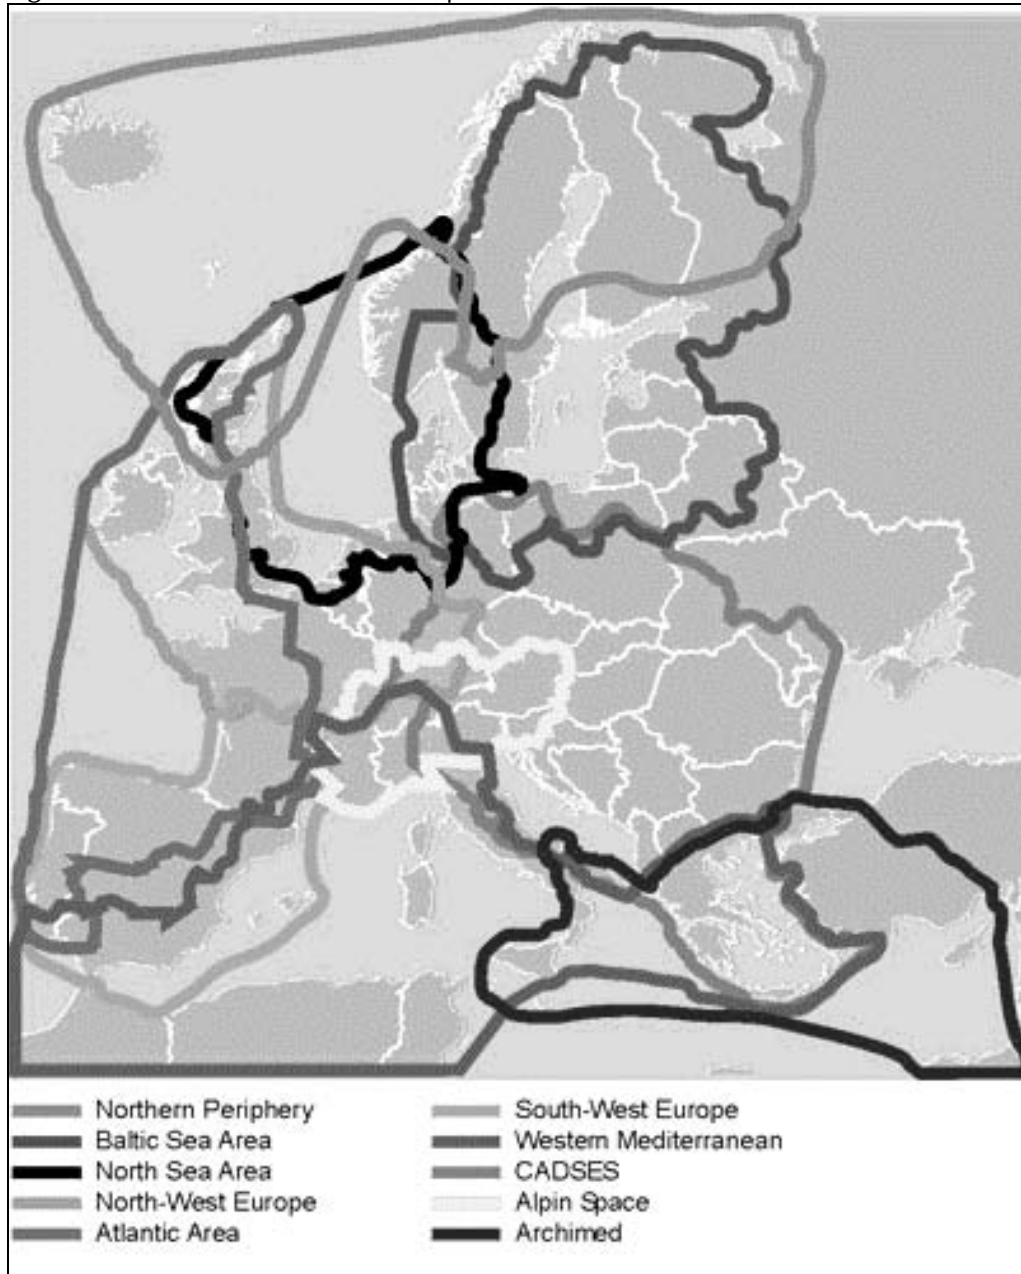 Northern Periphery
Baltic Sea Area
North Sea Area
North-West Europe
Atlantic Area
South-West Europe
Western Mediterranean
CADSES
Alpin Space
Archimed